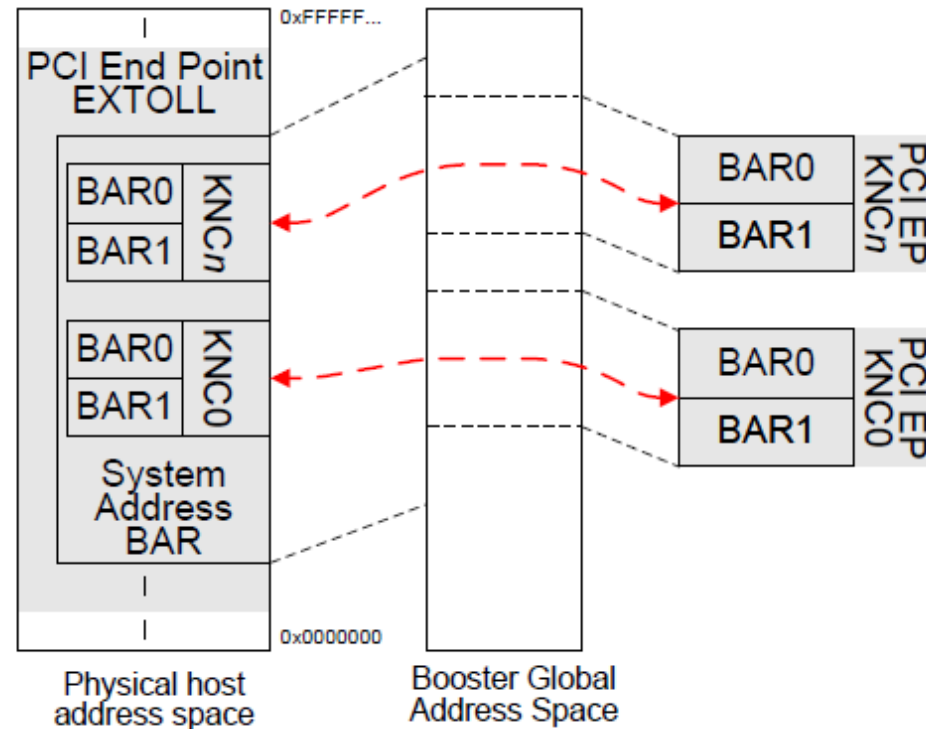 0xFFFFF...
PCI End Point
EXTOLL
BAR0
BAR1
KNCn
BAR0
BAR1
KNC0
System
Address
BAR
0x0000000
Physical host
address space
Booster Global
Address Space
BAR0
BAR1
PCI EP
KNCn
BAR0
BAR1
PCI EP
KNC0